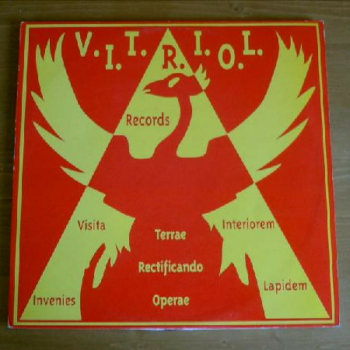 V.I.T.R.I.O.L.
Records
Visita
Interiorem
Terrae
Rectificando
Invenies
Operae
Lapidem